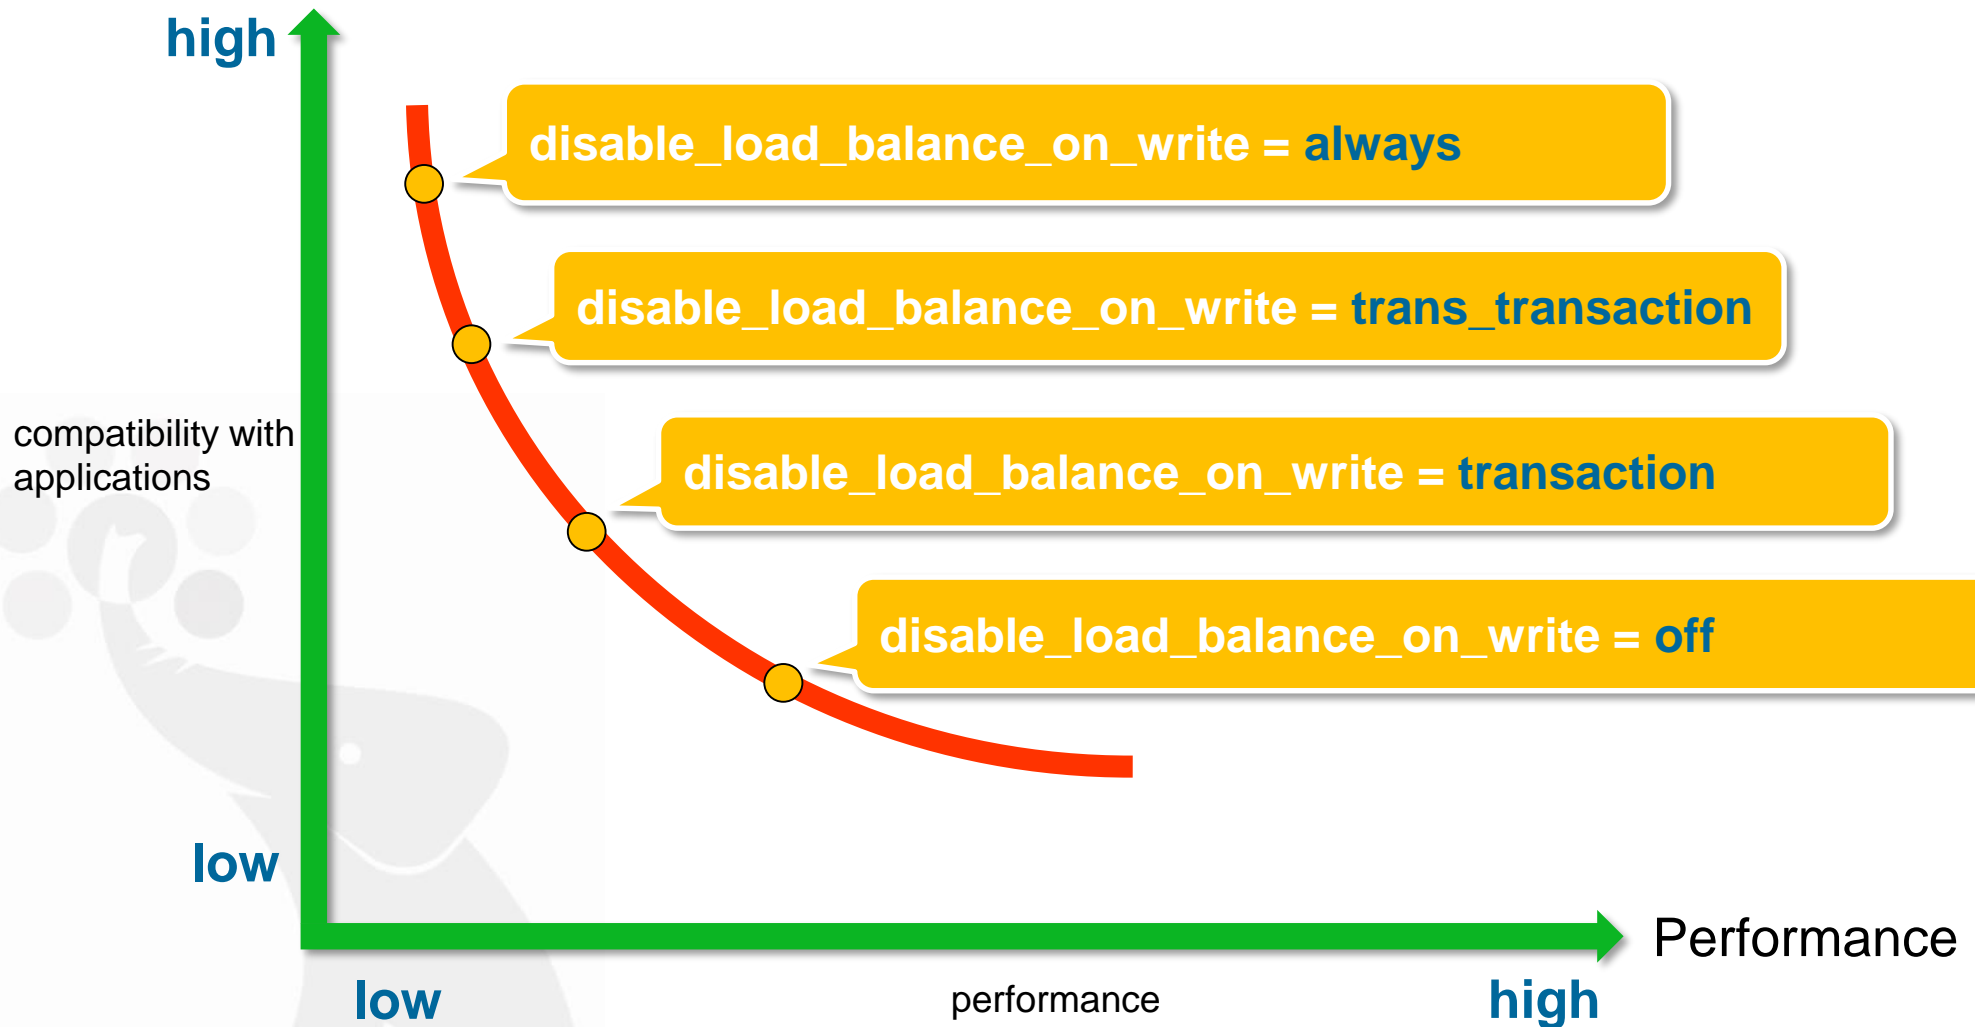 high
disable_load_balance_on_write = always
disable_load_balance_on_write = trans_transaction
compatibility with
applications
disable_load_balance_on_write = transaction
disable_load_balance_on_write = off
low
Performance
low
performance
high